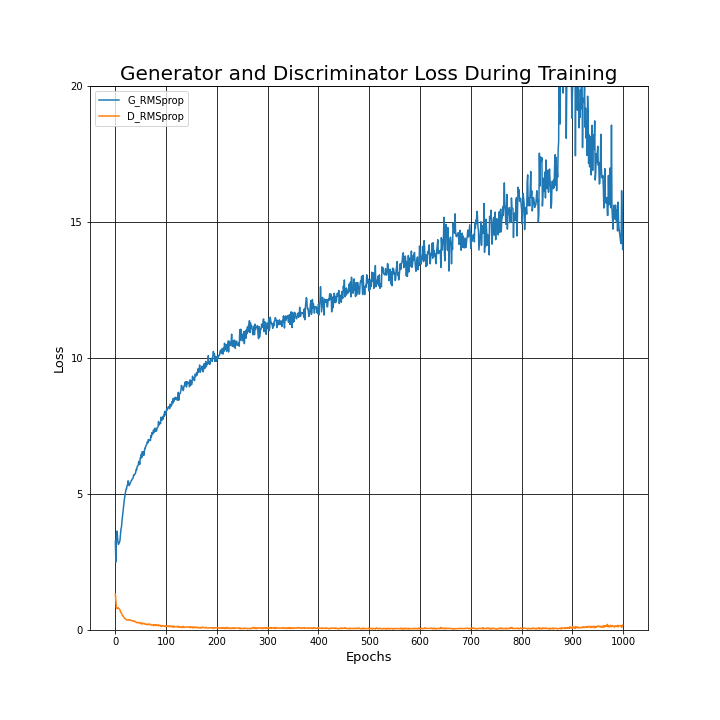 Generator and Discriminator Loss During Training
G_RMSprop
D_RMSprop
20
15
10
5
0
Loss
0 100 200 300 400 500 600 700 800 900 1000
Epochs